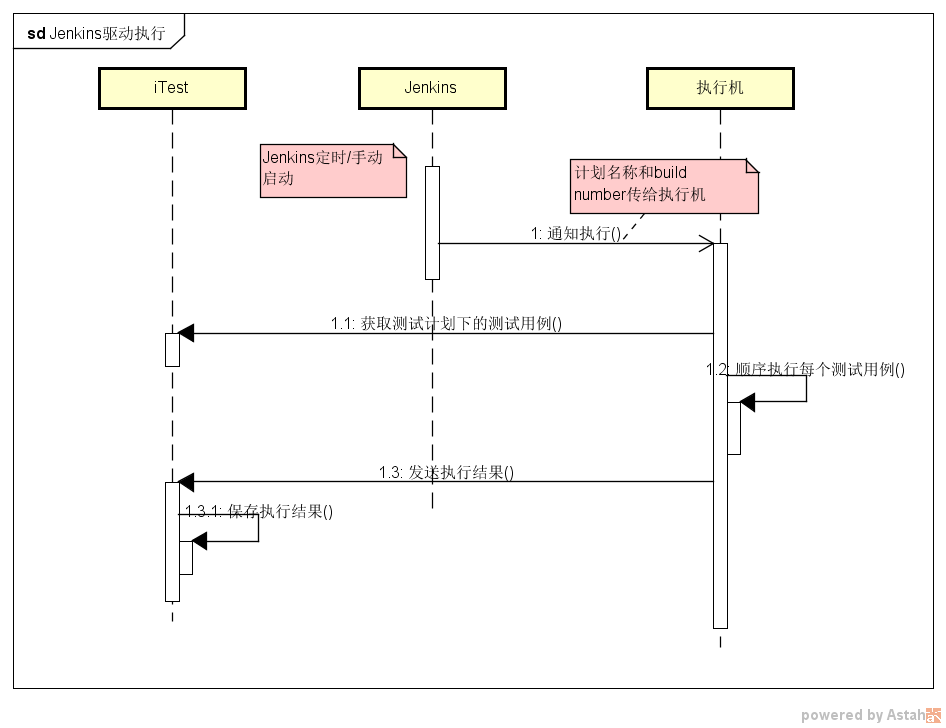 sd Jenkins驱动执行
iTest
Jenkins
执行机
Jenkins定时/手动
启动
计划名称和build
number传给执行机
1: 通知执行()
1.1: 获取测试计划下的测试用例()
1.2: 顺序执行每个测试用例()
1.3: 发送执行结果()
1.3.1: 保存执行结果()
powered by Astah